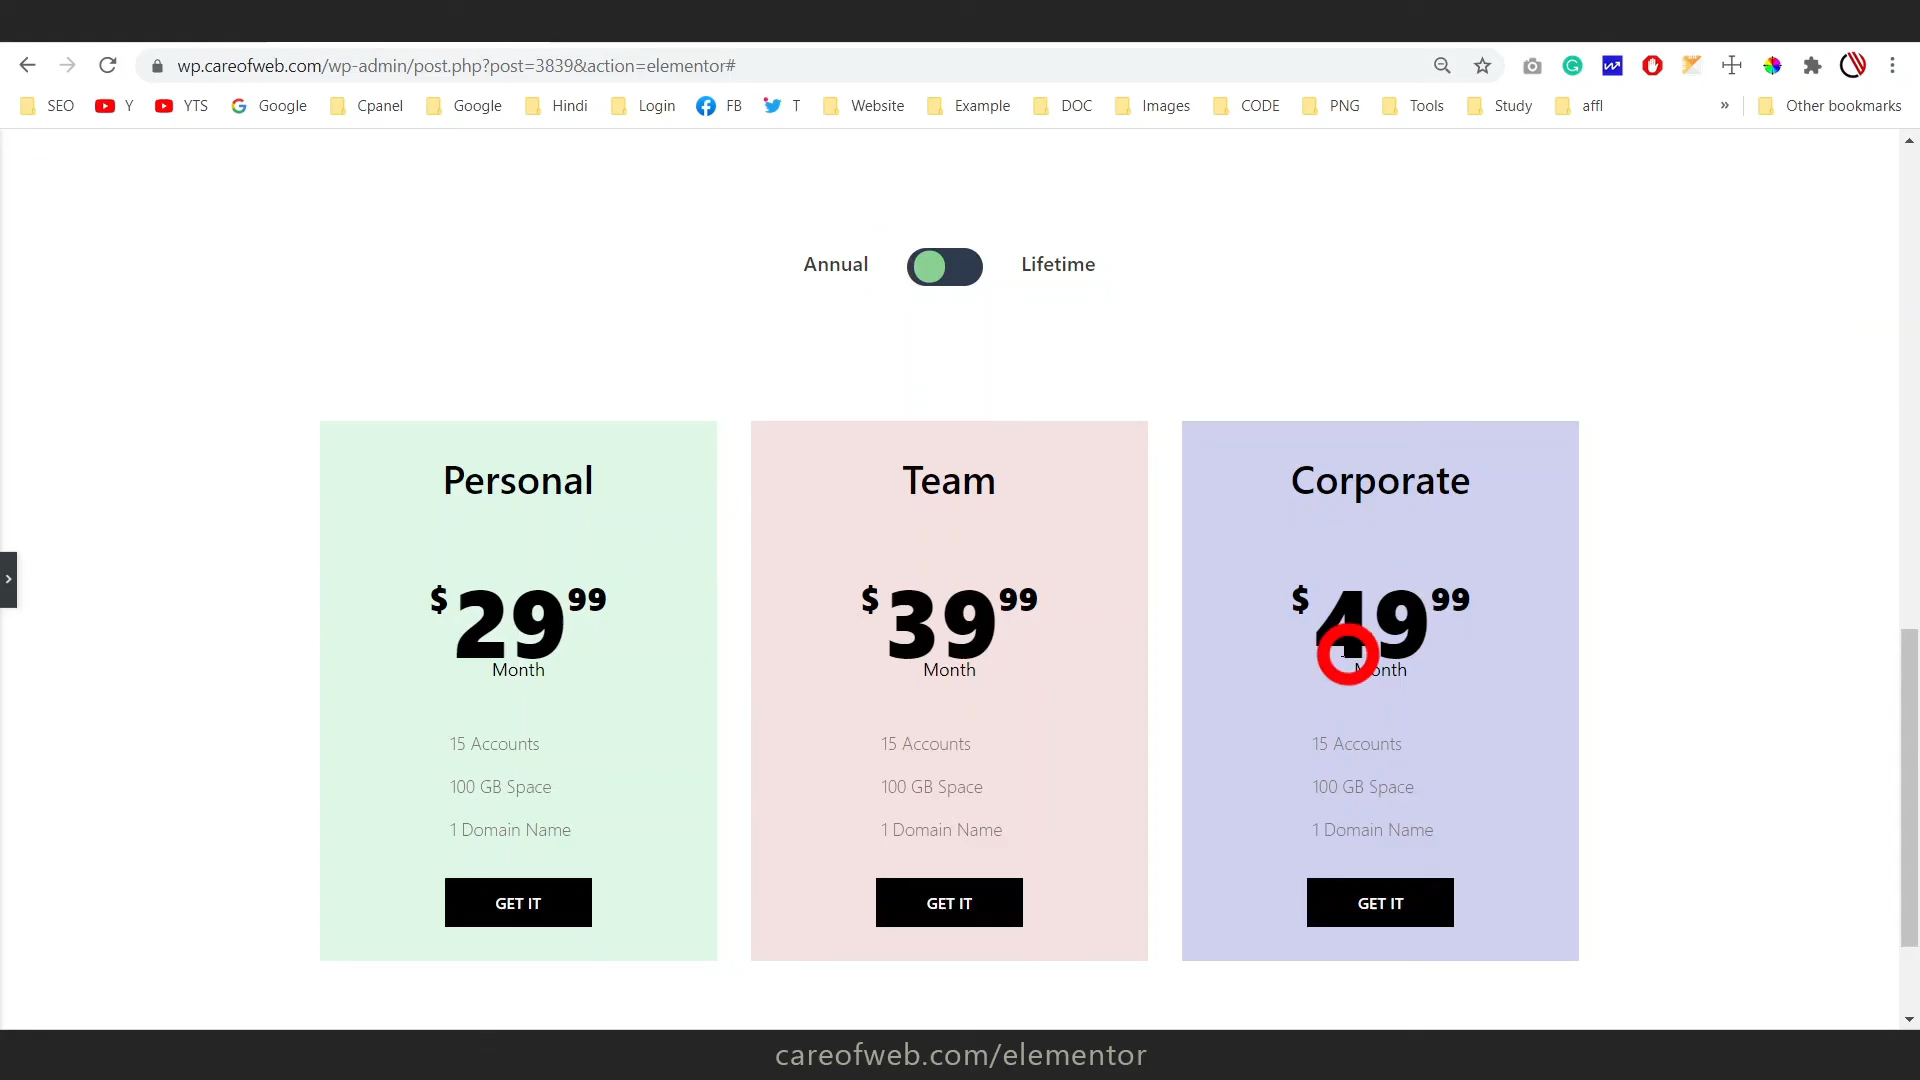 wp.careofweb.com/wp-admin/post.php?post=3839&action=elementor#
SEO Y YTS Google Cpanel Google Hindi Login FB T Website Example DOC Images CODE PNG Tools Study affl » Other bookmarks
Annual Lifetime
Personal
$29 99
Month
15 Accounts
100 GB Space
1 Domain Name
GET IT
Team
$39 99
Month
15 Accounts
100 GB Space
1 Domain Name
GET IT
Corporate
$49 99
Month
15 Accounts
100 GB Space
1 Domain Name
GET IT
careofweb.com/elementor